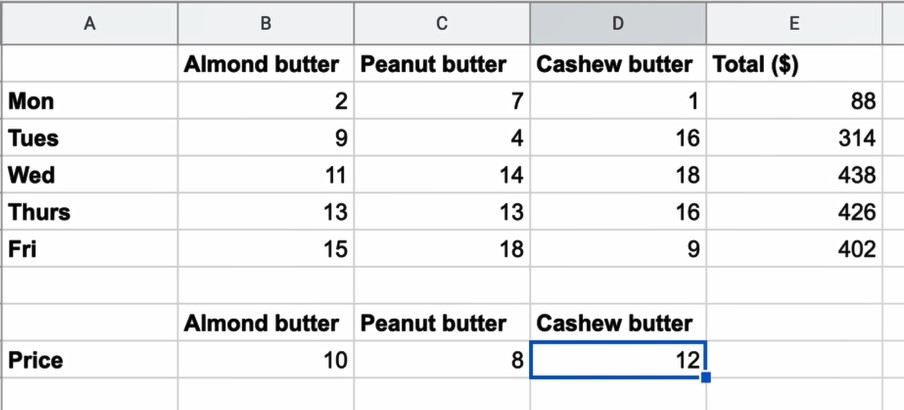 A B C D E
Almond butter Peanut butter Cashew butter Total ($)
Mon 2 7 1 88
Tues 9 4 16 314
Wed 11 14 18 438
Thurs 13 13 16 426
Fri 15 18 9 402
Almond butter Peanut butter Cashew butter
Price 10 8 12